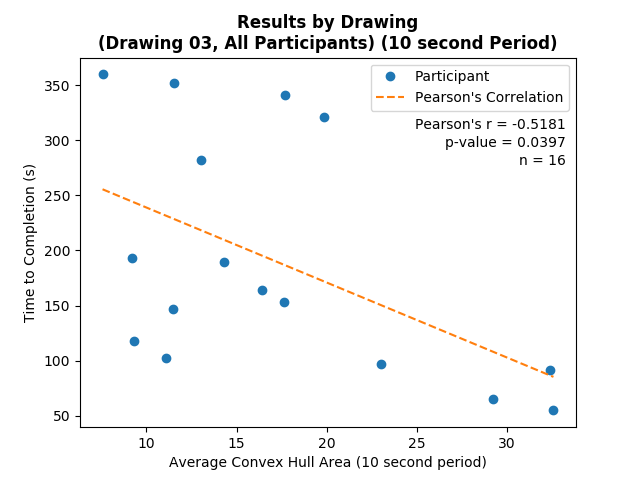 Results by Drawing
(Drawing 03, All Participants) (10 second Period)
Participant
Pearson's Correlation
Pearson's r = -0.5181
p-value = 0.0397
n = 16
Time to Completion (s)
350
300
250
200
150
100
50
10 15 20 25 30
Average Convex Hull Area (10 second period)